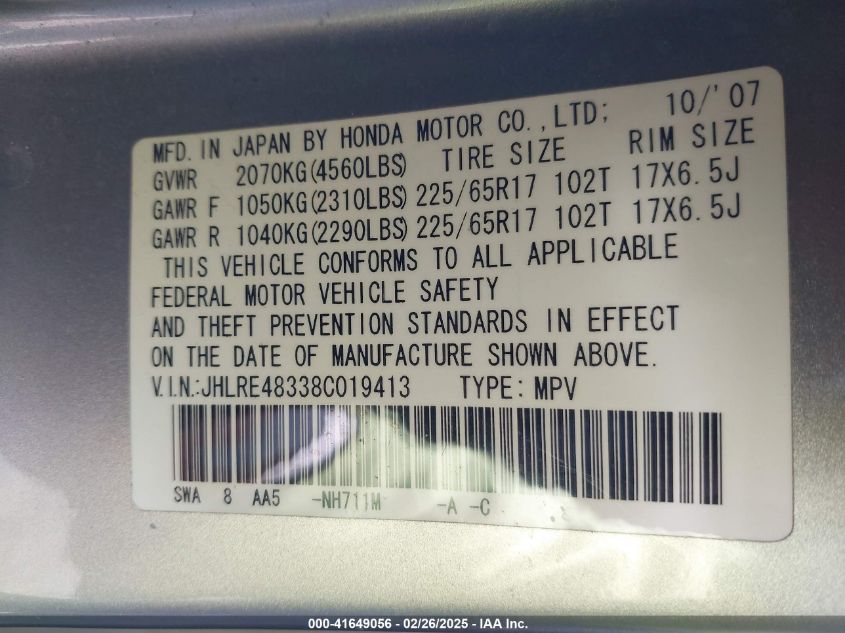 MFD. IN JAPAN BY HONDA MOTOR CO., LTD; 10/'07
GVWR 2070KG(4560LBS) TIRE SIZE RIM SIZE
GAWR F 1050KG(2310LBS) 225/65R17 102T 17X6.5J
GAWR R 1040KG(2290LBS) 225/65R17 102T 17X6.5J
THIS VEHICLE CONFORMS TO ALL APPLICABLE
FEDERAL MOTOR VEHICLE SAFETY
AND THEFT PREVENTION STANDARDS IN EFFECT
ON THE DATE OF MANUFACTURE SHOWN ABOVE.
V.I.N.:JHLRE48338C019413 TYPE: MPV
SWA 8 AA5 -NH711M -A -C
000-41649056 - 02/26/2025 - IAA Inc.